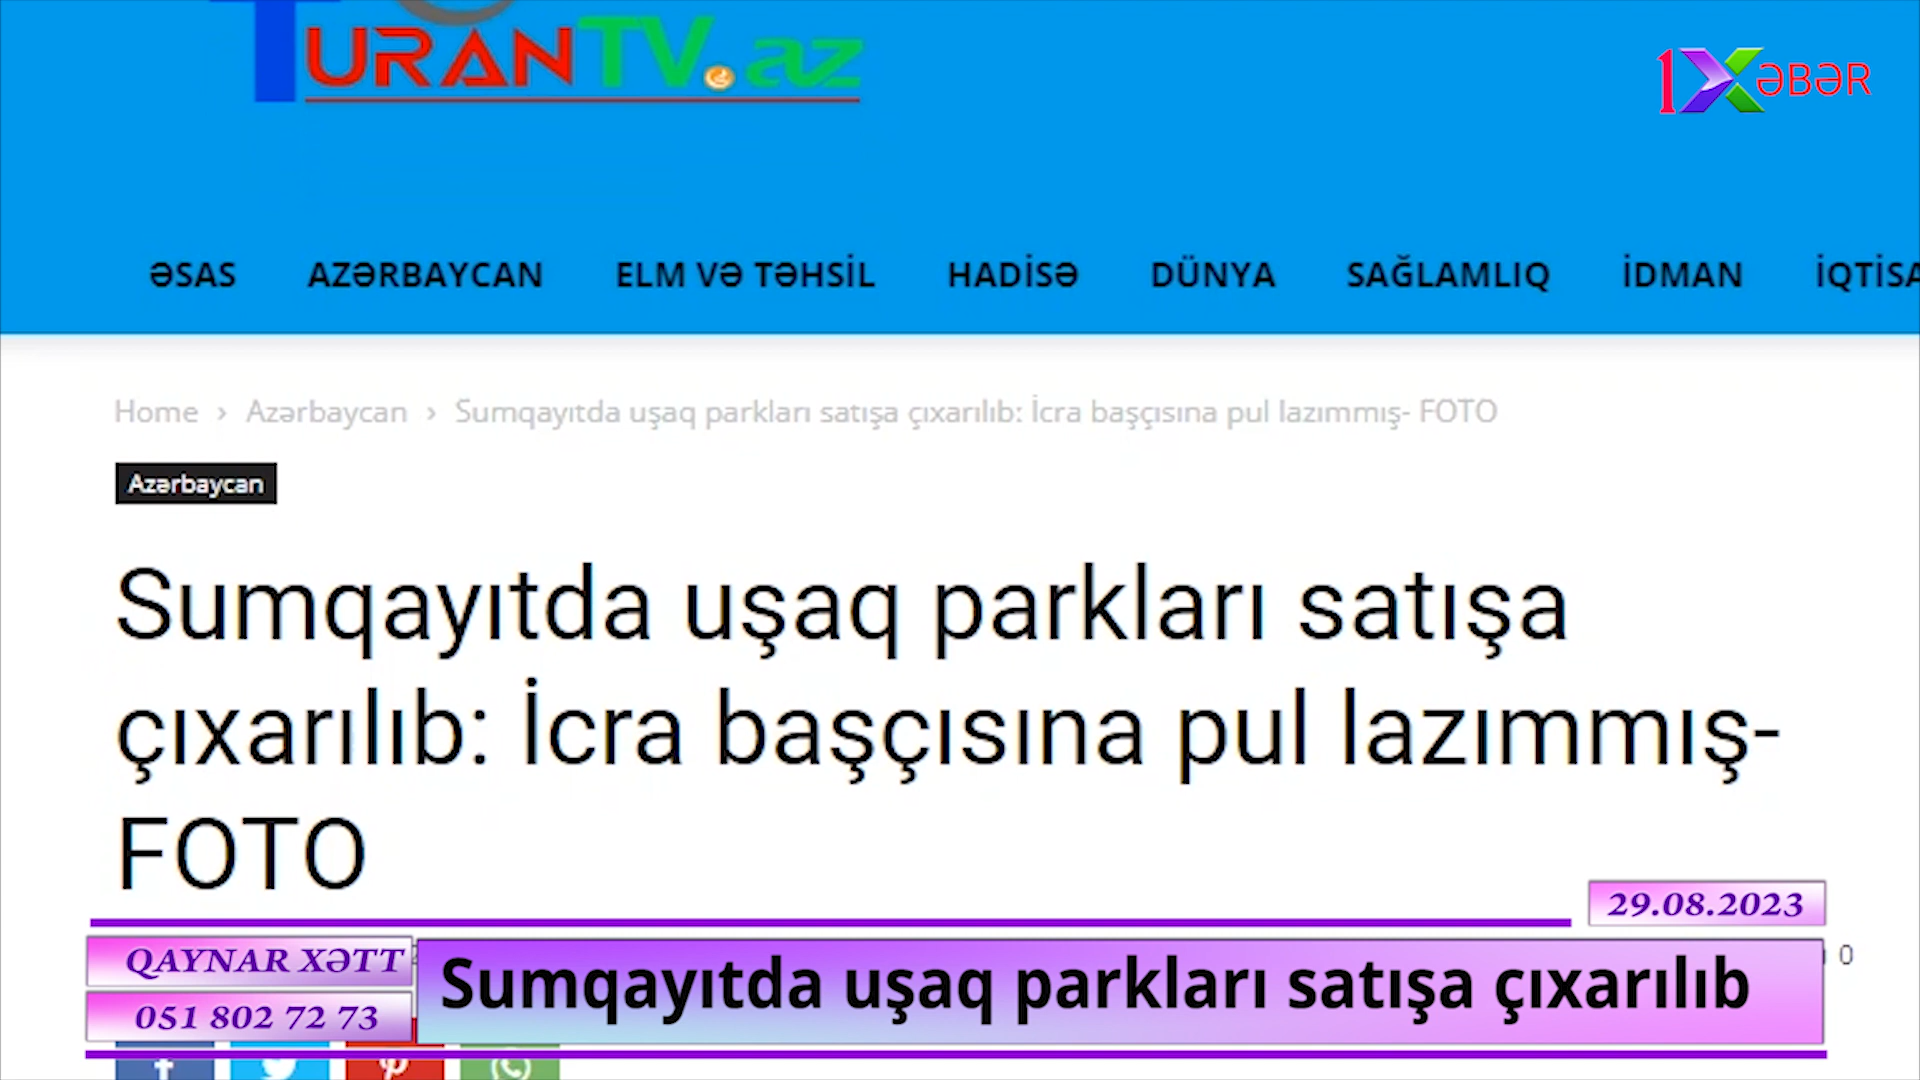 TURANTV.az
1XƏBƏR
ƏSAS AZƏRBAYCAN ELM VƏ TƏHSİL HADİSƏ DÜNYA SAĞLAMLIQ İDMAN
Home › Azərbaycan › Sumqayıtda uşaq parkları satışa çıxarılıb: İcra başçısına pul lazımmış- FOTO
Azərbaycan
Sumqayıtda uşaq parkları satışa
çıxarılıb: İcra başçısına pul lazımmış-
FOTO
29.08.2023
QAYNAR XƏTT
Sumqayıtda uşaq parkları satışa çıxarılıb
0
051 802 72 73